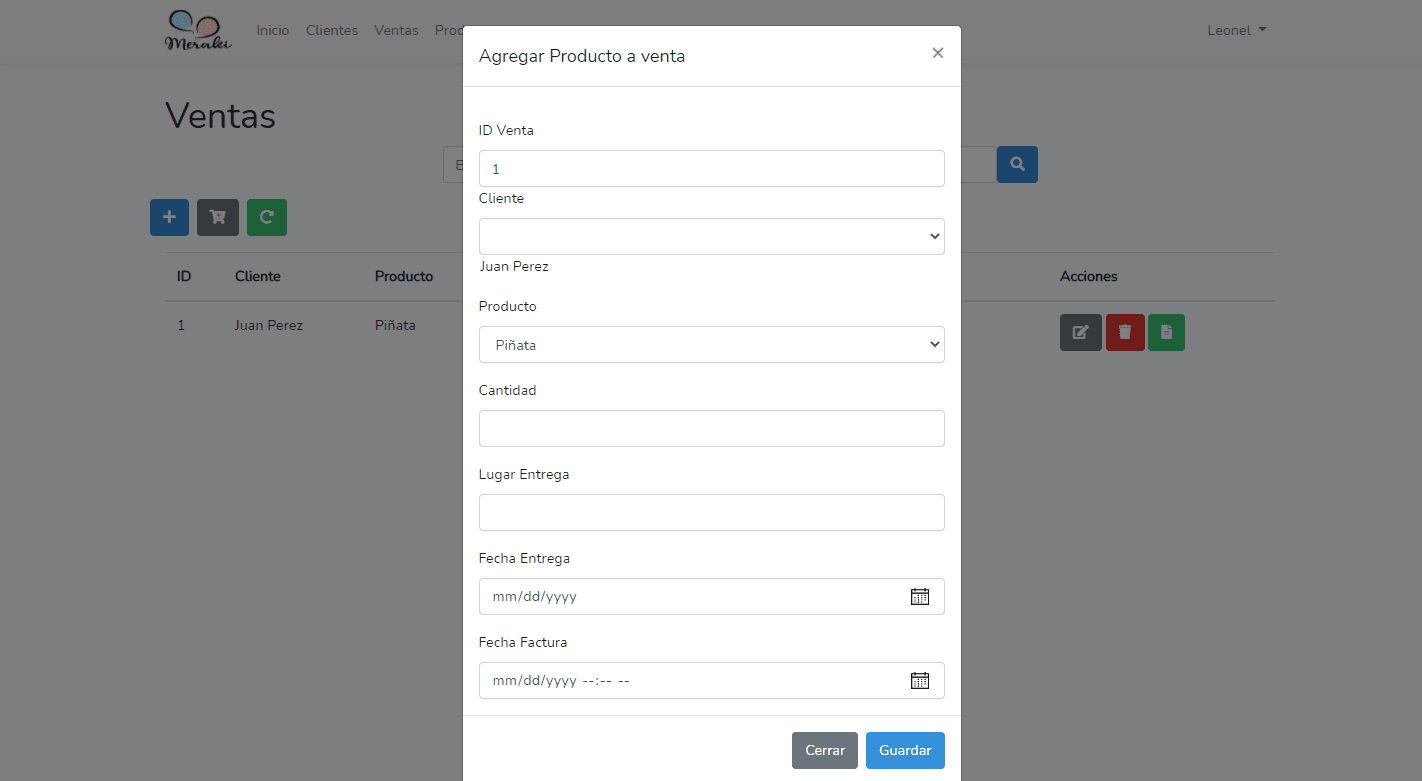 Meraki
Inicio Clientes Ventas Prod
Leonel
Agregar Producto a venta
×
Ventas
ID Venta
1
Cliente
Juan Perez
ID Cliente Producto
Acciones
1 Juan Perez Piñata
Producto
Piñata
Cantidad
Lugar Entrega
Fecha Entrega
mm/dd/yyyy
Fecha Factura
mm/dd/yyyy --:-- --
Cerrar Guardar